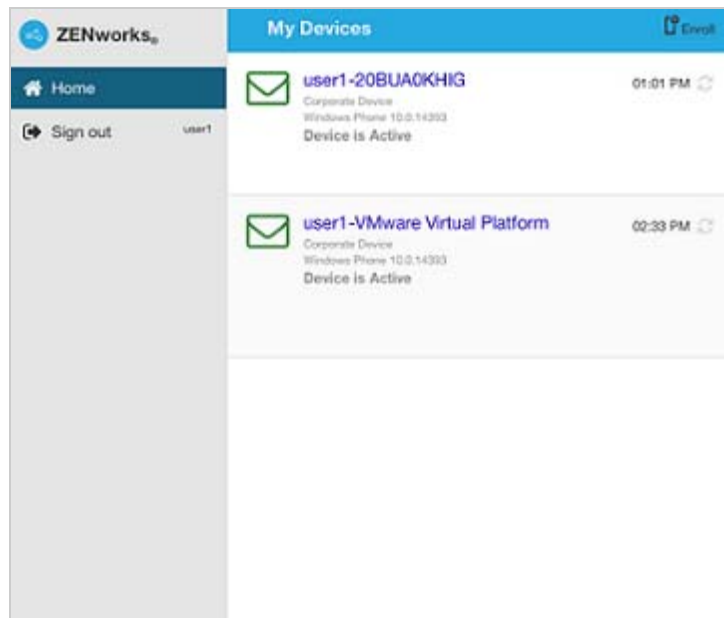 ZENworks®
My Devices
Enroll
Home
Sign out
user1
user1-20BUA0KHIG
01:01 PM
Corporate Device
Windows Phone 10.0.14393
Device is Active
user1-VMware Virtual Platform
02:33 PM
Corporate Device
Windows Phone 10.0.14393
Device is Active